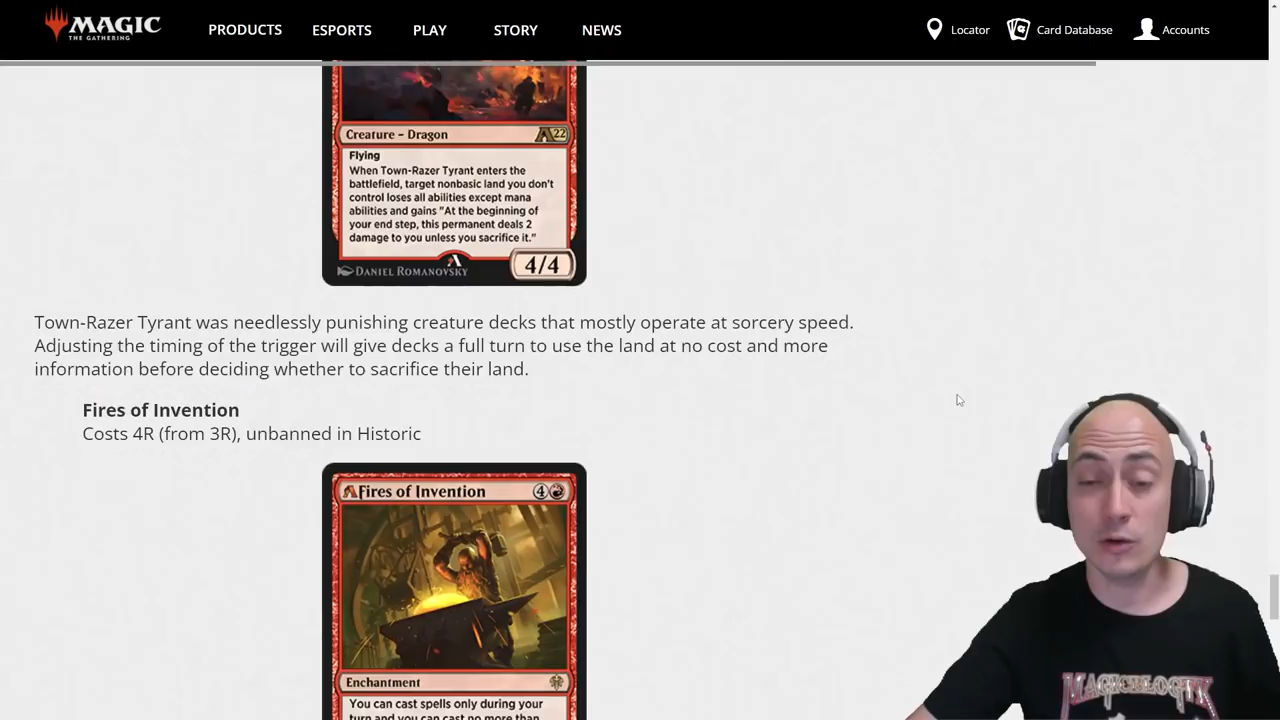 MAGIC
THE GATHERING
PRODUCTS
ESPORTS
PLAY
STORY
NEWS
Locator
Card Database
Accounts
Creature – Dragon
A22
Flying
When Town-Razer Tyrant enters the
battlefield, target nonbasic land you don't
control loses all abilities except mana
abilities and gains "At the beginning of
your end step, this permanent deals 2
damage to you unless you sacrifice it."
DANIEL ROMANOVSKY
4/4
Town-Razer Tyrant was needlessly punishing creature decks that mostly operate at sorcery speed.
Adjusting the timing of the trigger will give decks a full turn to use the land at no cost and more
information before deciding whether to sacrifice their land.
Fires of Invention
Costs 4R (from 3R), unbanned in Historic
Fires of Invention
4
Enchantment
You can cast spells only during your
turn and you can cast no more than